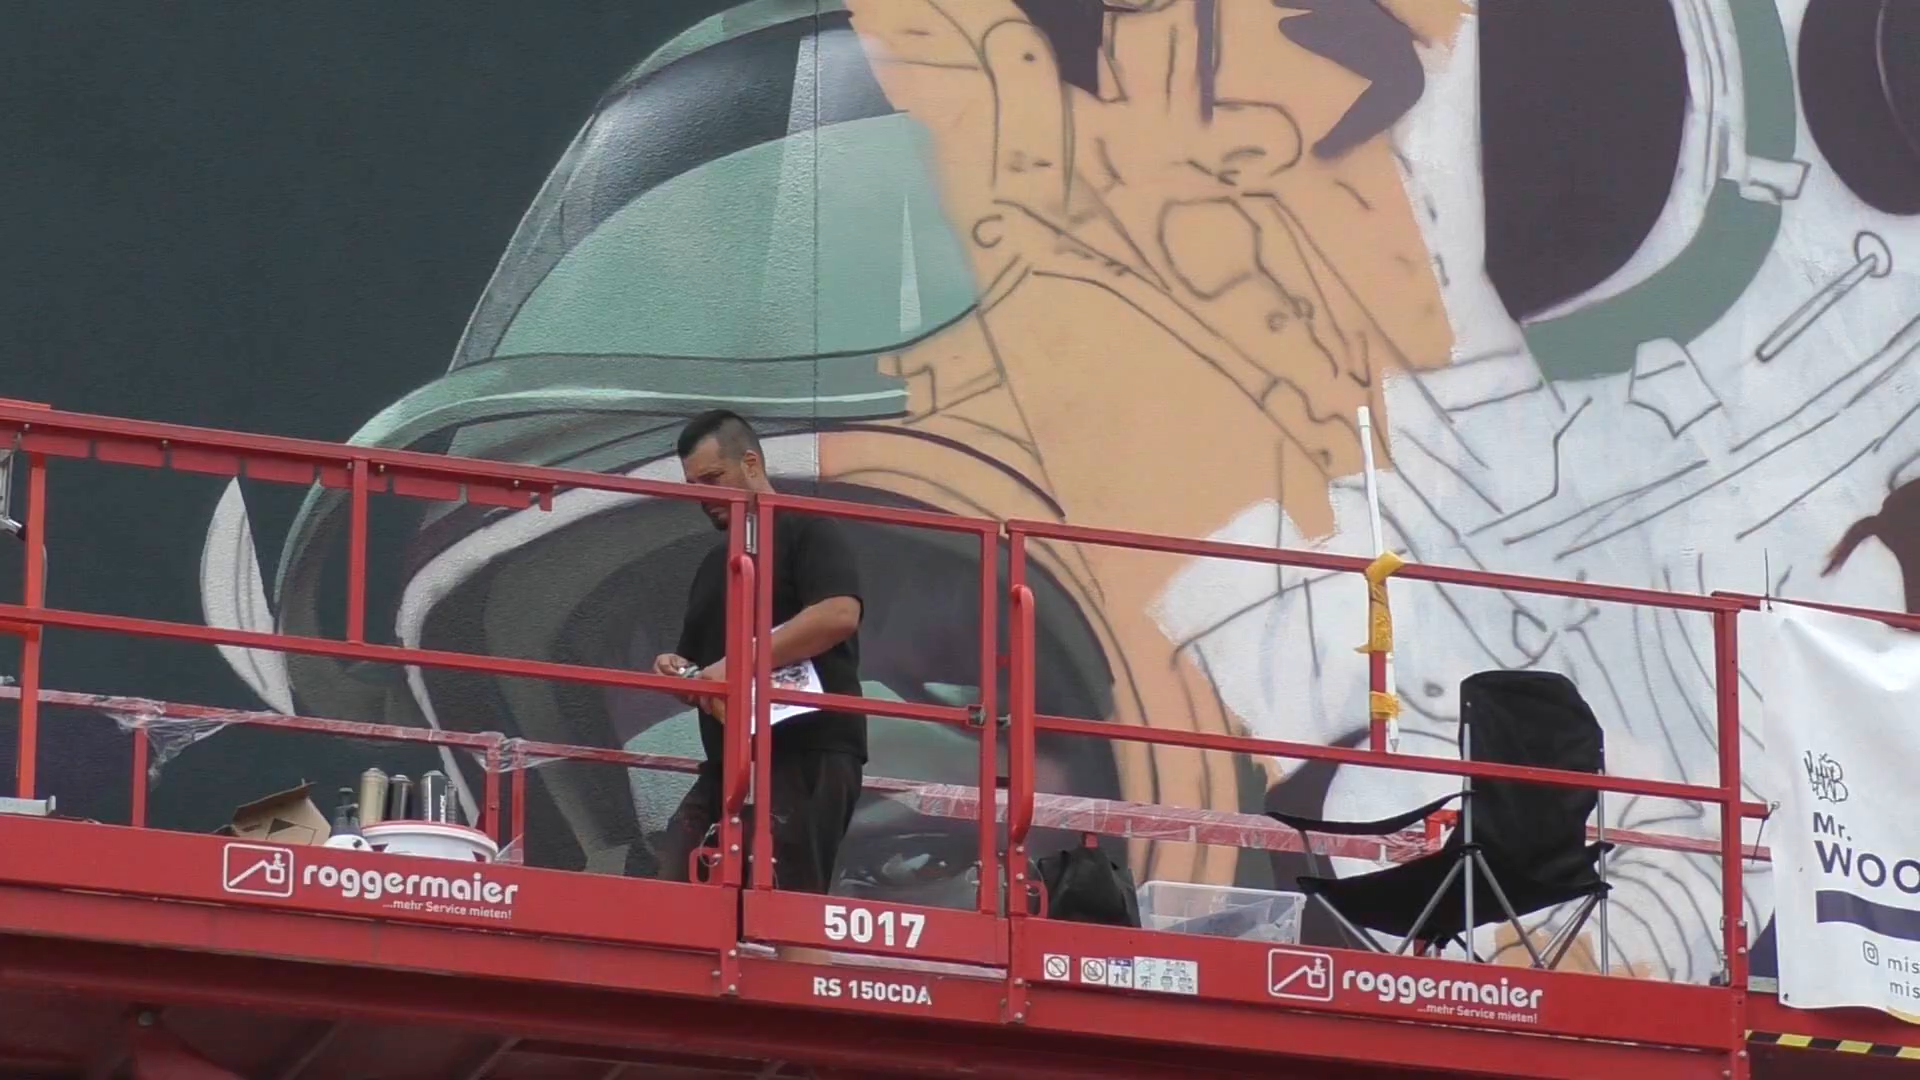 roggermaier
...mehr Service mieten!
5017
RS 150CDA
roggermaier
...mehr Service mieten!
Mr.
WOO
mis
mis